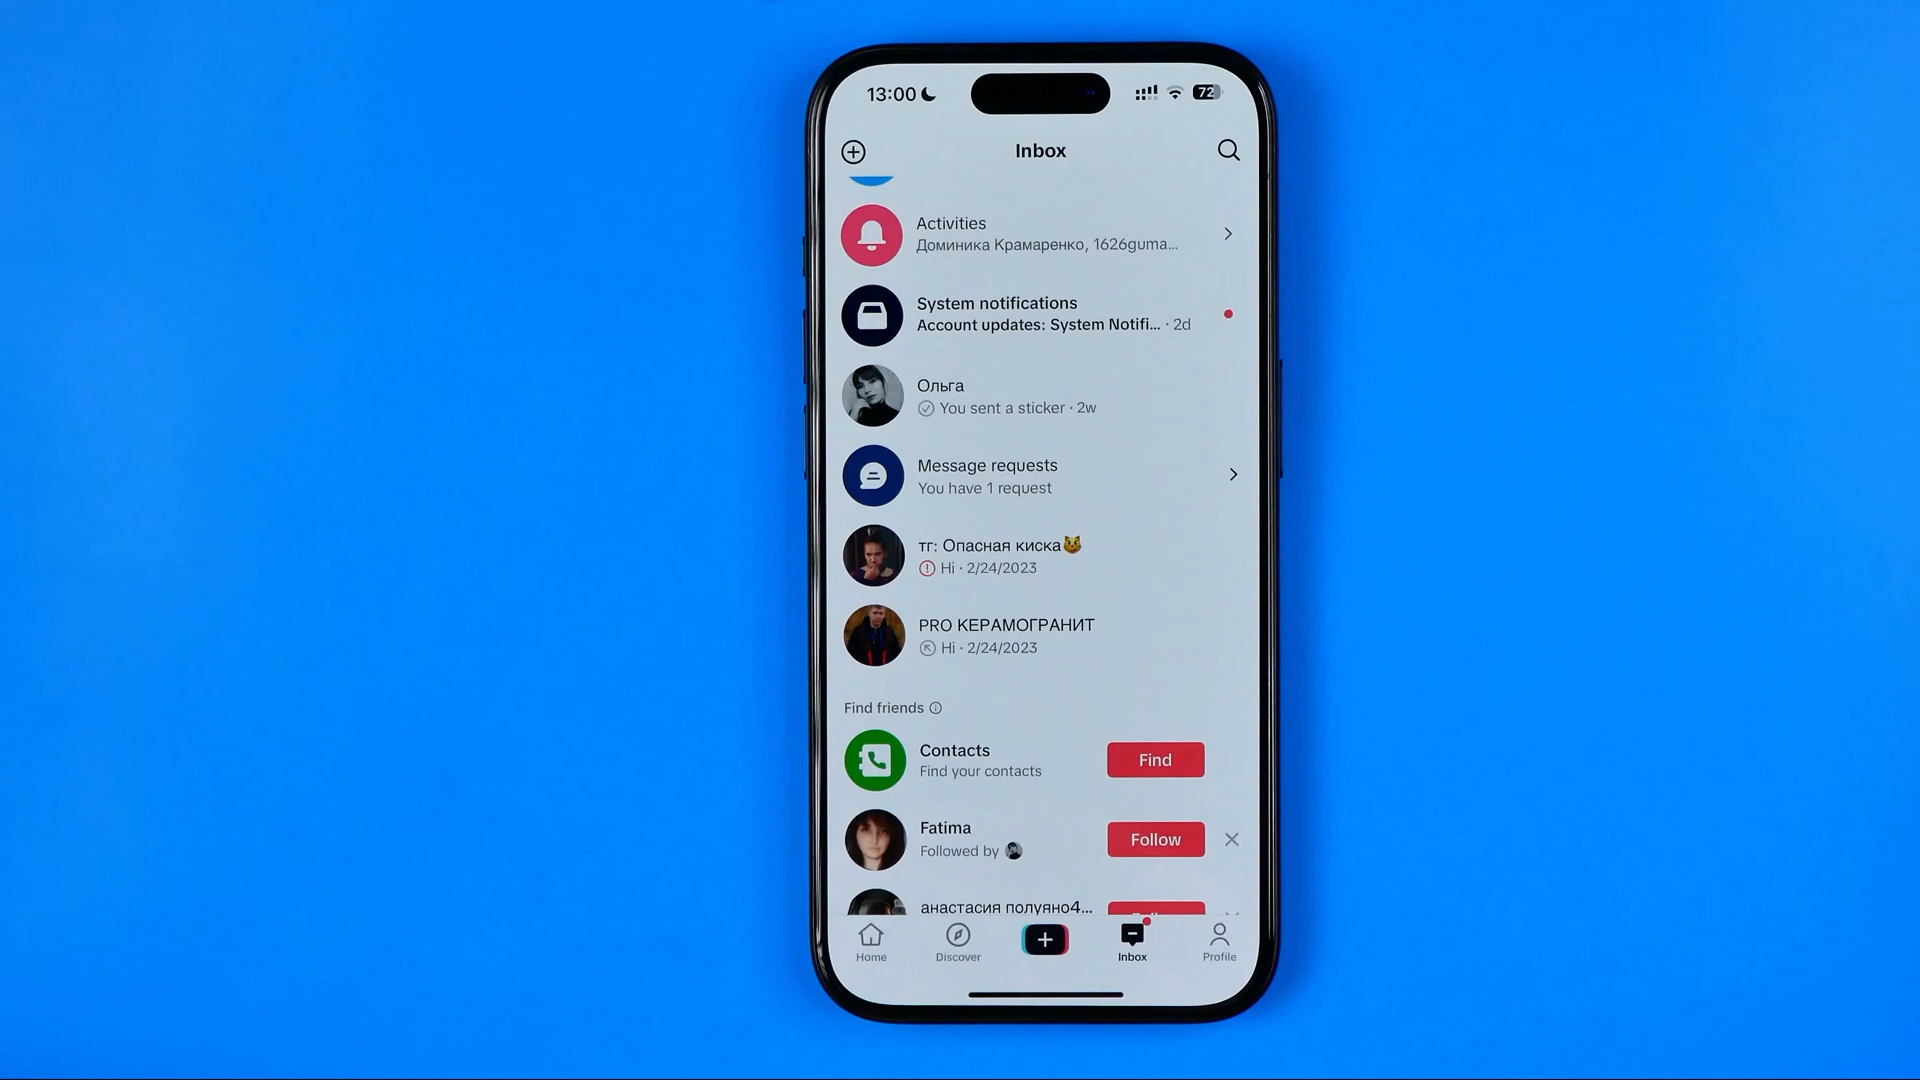 13:00
72
Inbox
Activities
Доминика Крамаренко, 1626guma...
System notifications
Account updates: System Notifi... · 2d
Ольга
You sent a sticker · 2w
Message requests
You have 1 request
тг: Опасная киска😼
Hi · 2/24/2023
PRO КЕРАМОГРАНИТ
Hi · 2/24/2023
Find friends
Contacts
Find your contacts
Find
Fatima
Followed by
Follow
анастасия полуяно4...
Home
Discover
Inbox
Profile